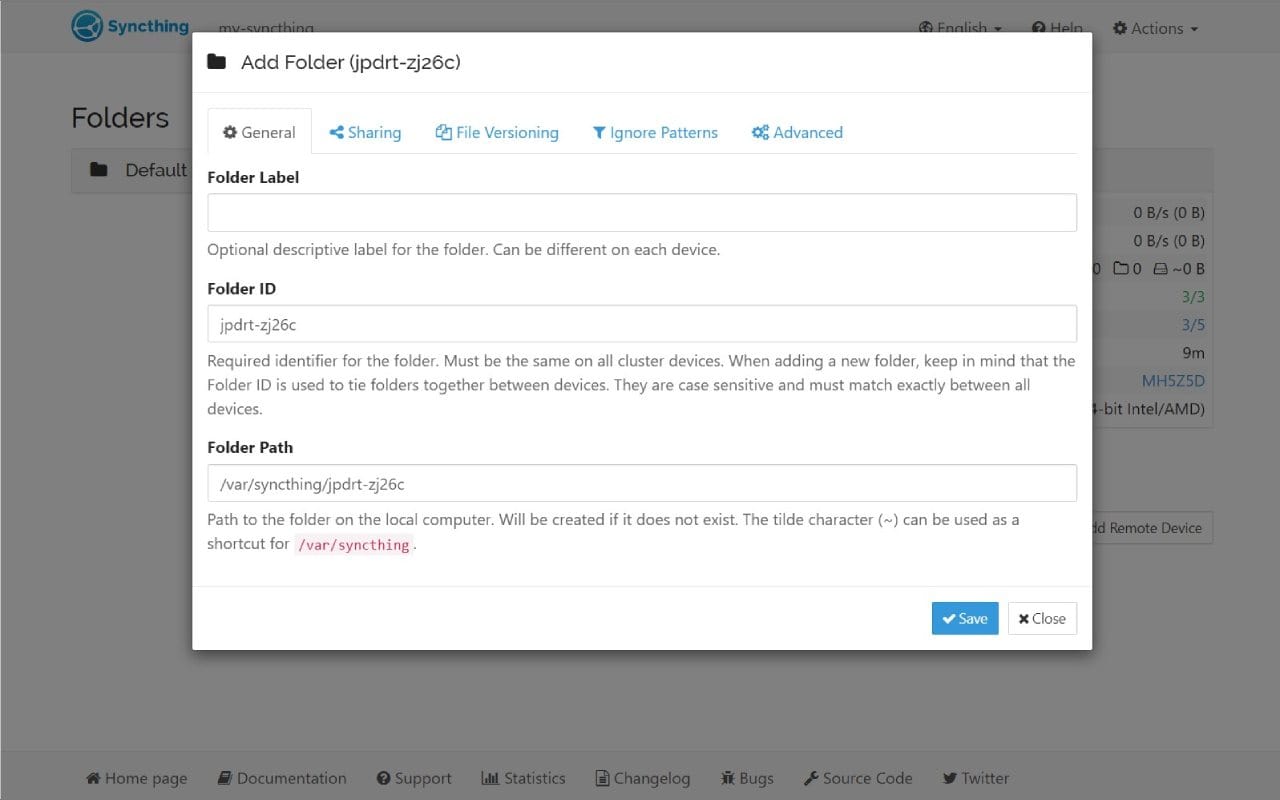 Syncthing my-syncthing English Help Actions
Add Folder (jpdrt-zj26c)
Folders
General Sharing File Versioning Ignore Patterns Advanced
Default
Folder Label
Optional descriptive label for the folder. Can be different on each device.
Folder ID
jpdrt-zj26c
Required identifier for the folder. Must be the same on all cluster devices. When adding a new folder, keep in mind that the
Folder ID is used to tie folders together between devices. They are case sensitive and must match exactly between all
devices.
Folder Path
/var/syncthing/jpdrt-zj26c
Path to the folder on the local computer. Will be created if it does not exist. The tilde character (~) can be used as a
shortcut for /var/syncthing.
Save Close
0 B/s (0 B)
0 B/s (0 B)
0 0 ~0 B
3/3
3/5
9m
MH5Z5D
4-bit Intel/AMD)
dd Remote Device
Home page Documentation Support Statistics Changelog Bugs Source Code Twitter